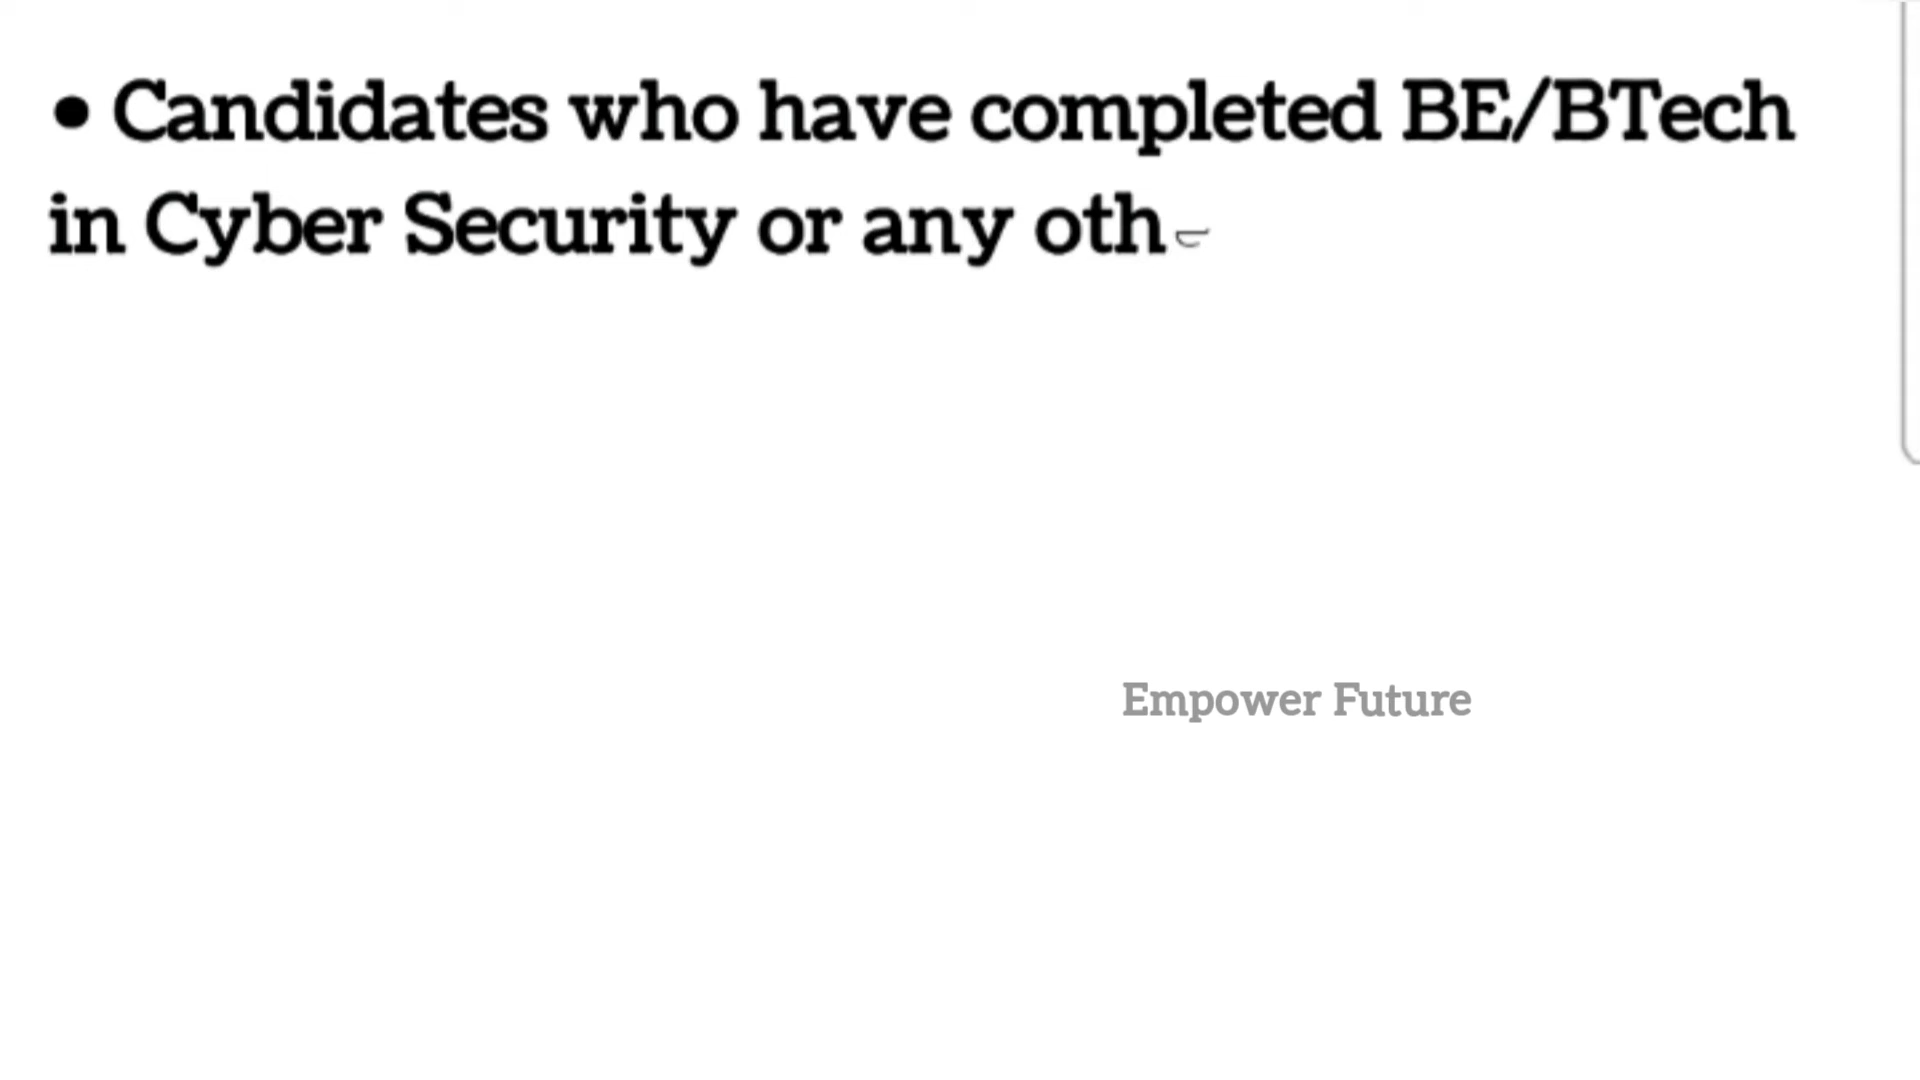 • Candidates who have completed BE/BTech
in Cyber Security or any oth
Empower Future